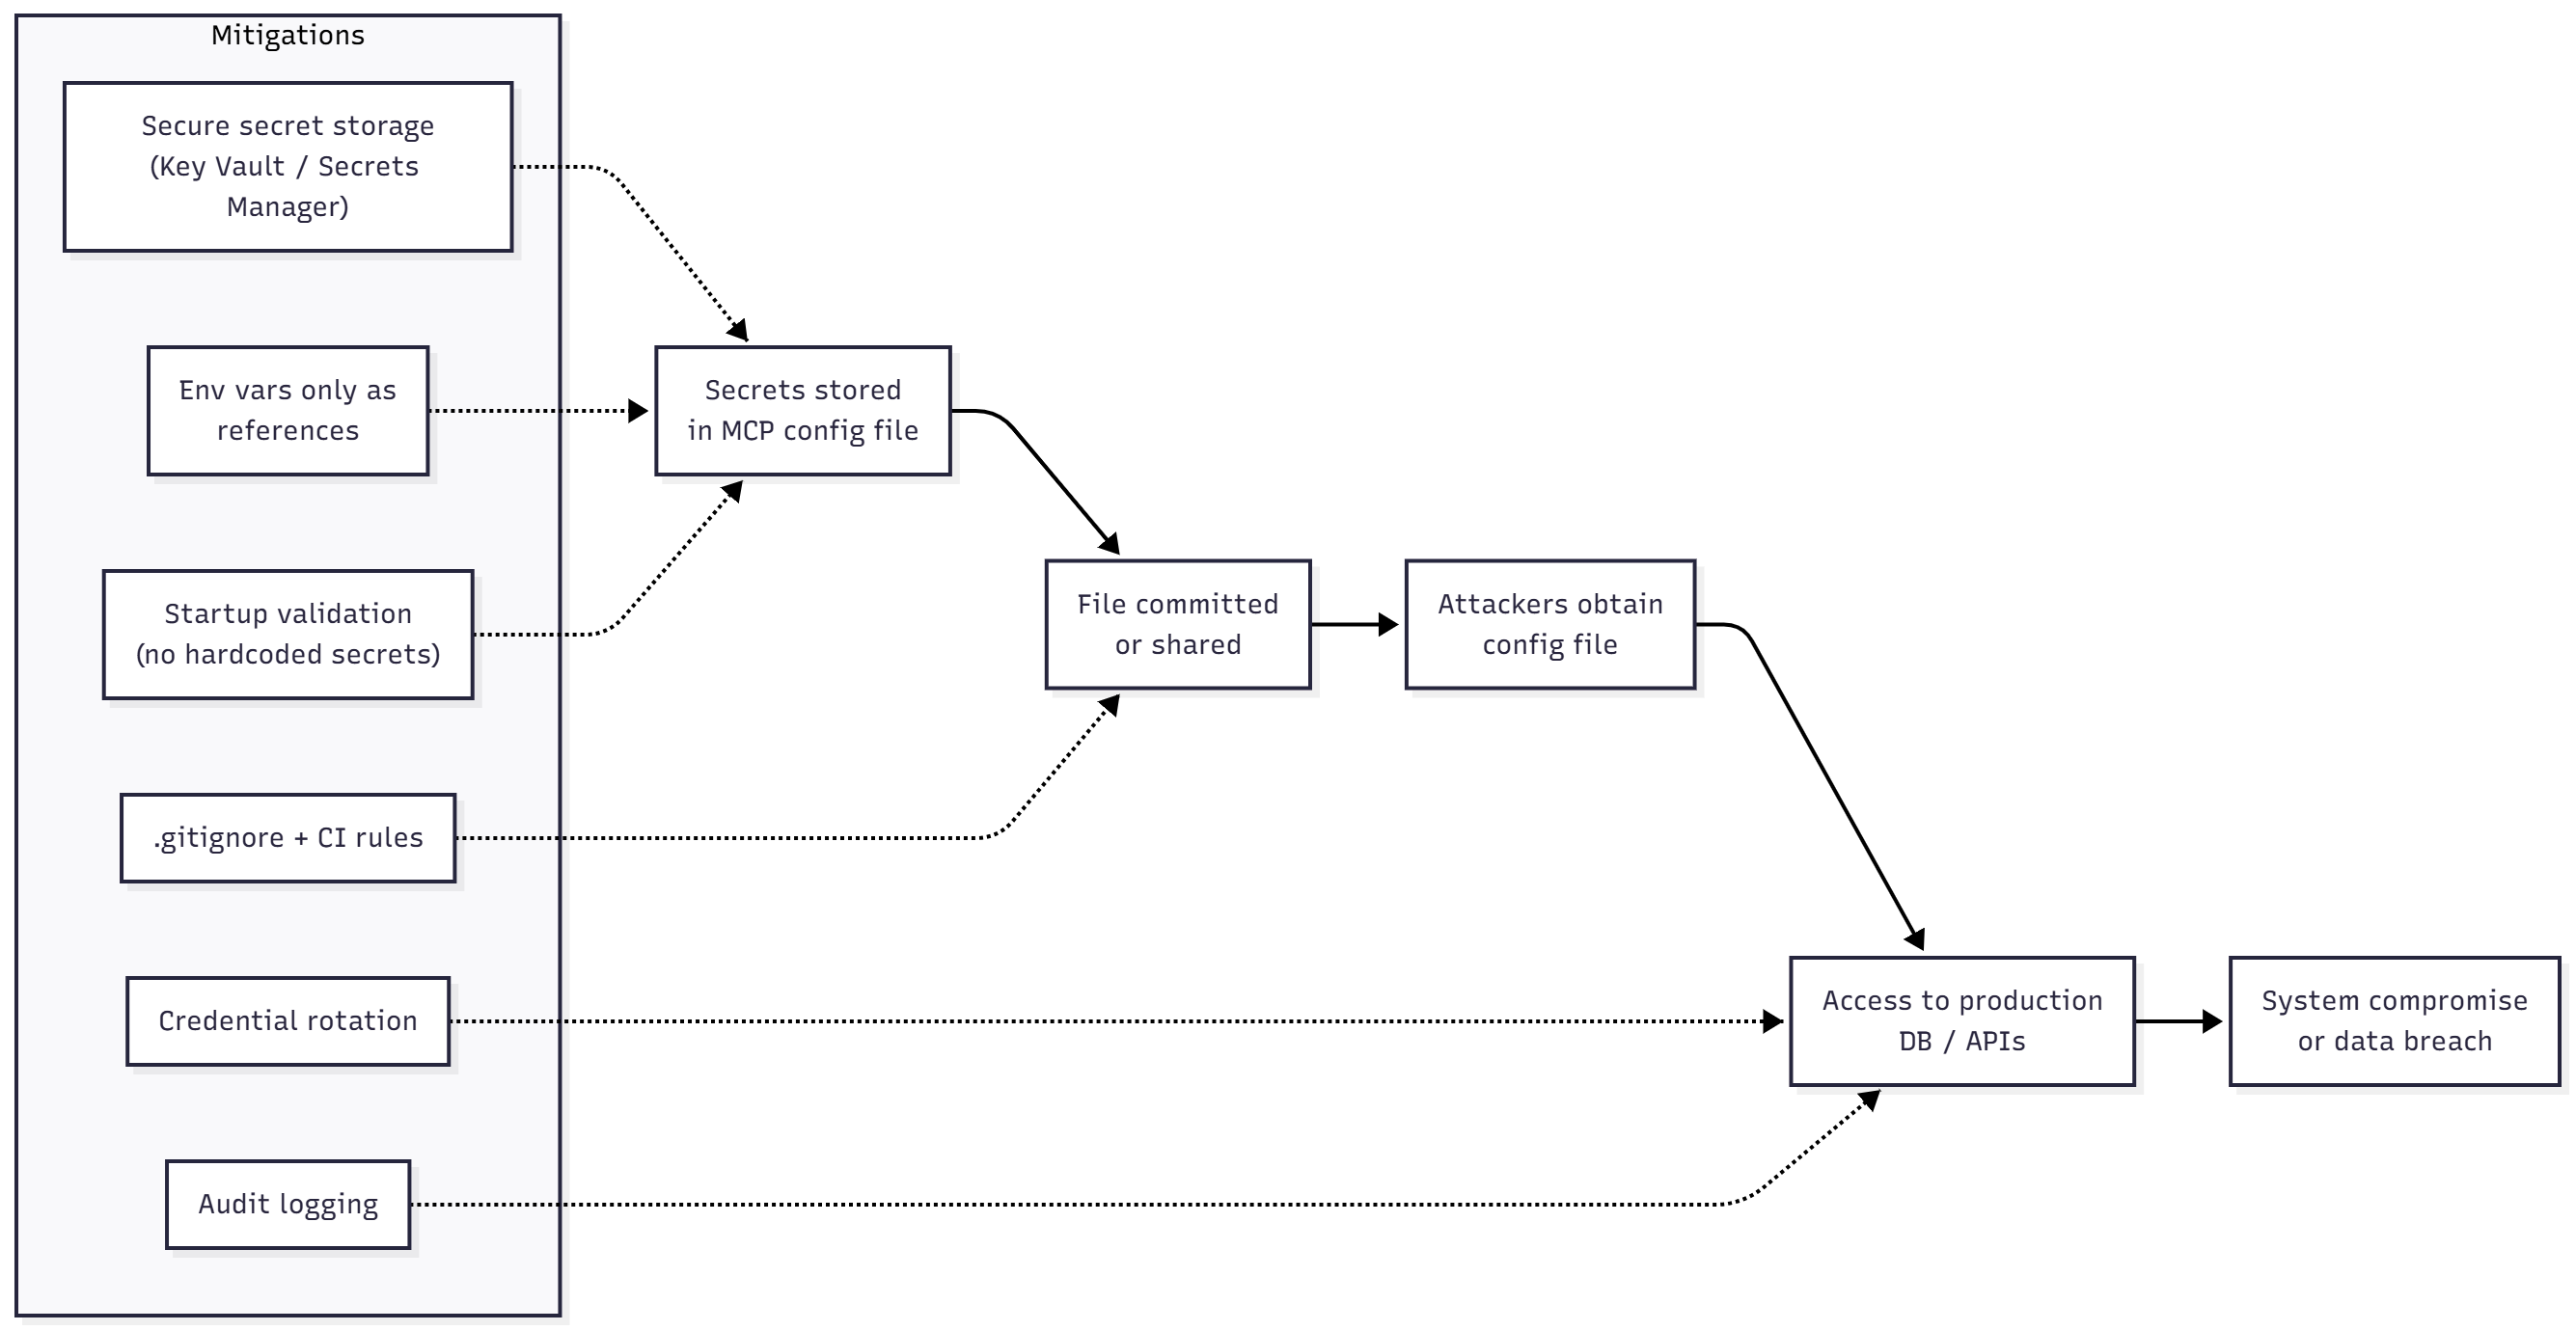 Mitigations
Secure secret storage
(Key Vault / Secrets
Manager)
Env vars only as
references
Startup validation
(no hardcoded secrets)
.gitignore + CI rules
Credential rotation
Audit logging
Secrets stored
in MCP config file
File committed
or shared
Attackers obtain
config file
Access to production
DB / APIs
System compromise
or data breach